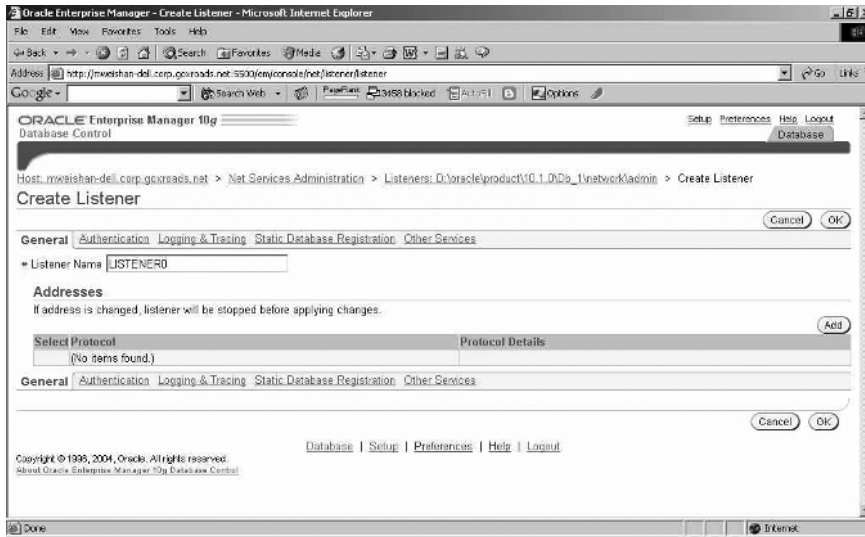 Oracle Enterprise Manager - Create Listener - Microsoft Internet Explorer
File Edit View Favorites Tools Help
Back Search Favorites Media
Address http://mweishan-dell.corp.goxroads.net:5500/em/console/net/listener/listener Go Links
Google Search Web PageRank 3458 blocked AutoFill Options
ORACLE Enterprise Manager 10g
Database Control
Setup Preferences Help Logout
Database
Host: mweishan-dell.corp.goxroads.net > Net Services Administration > Listeners: D:\oracle\product\10.1.0\Db_1\network\admin > Create Listener
Create Listener
Cancel OK
General Authentication Logging & Tracing Static Database Registration Other Services
* Listener Name LISTENER0
Addresses
If address is changed, listener will be stopped before applying changes.
Add
Select Protocol Protocol Details
(No items found.)
General Authentication Logging & Tracing Static Database Registration Other Services
Cancel OK
Database | Setup | Preferences | Help | Logout
Copyright © 1996, 2004, Oracle. All rights reserved.
About Oracle Enterprise Manager 10g Database Control
Done Internet